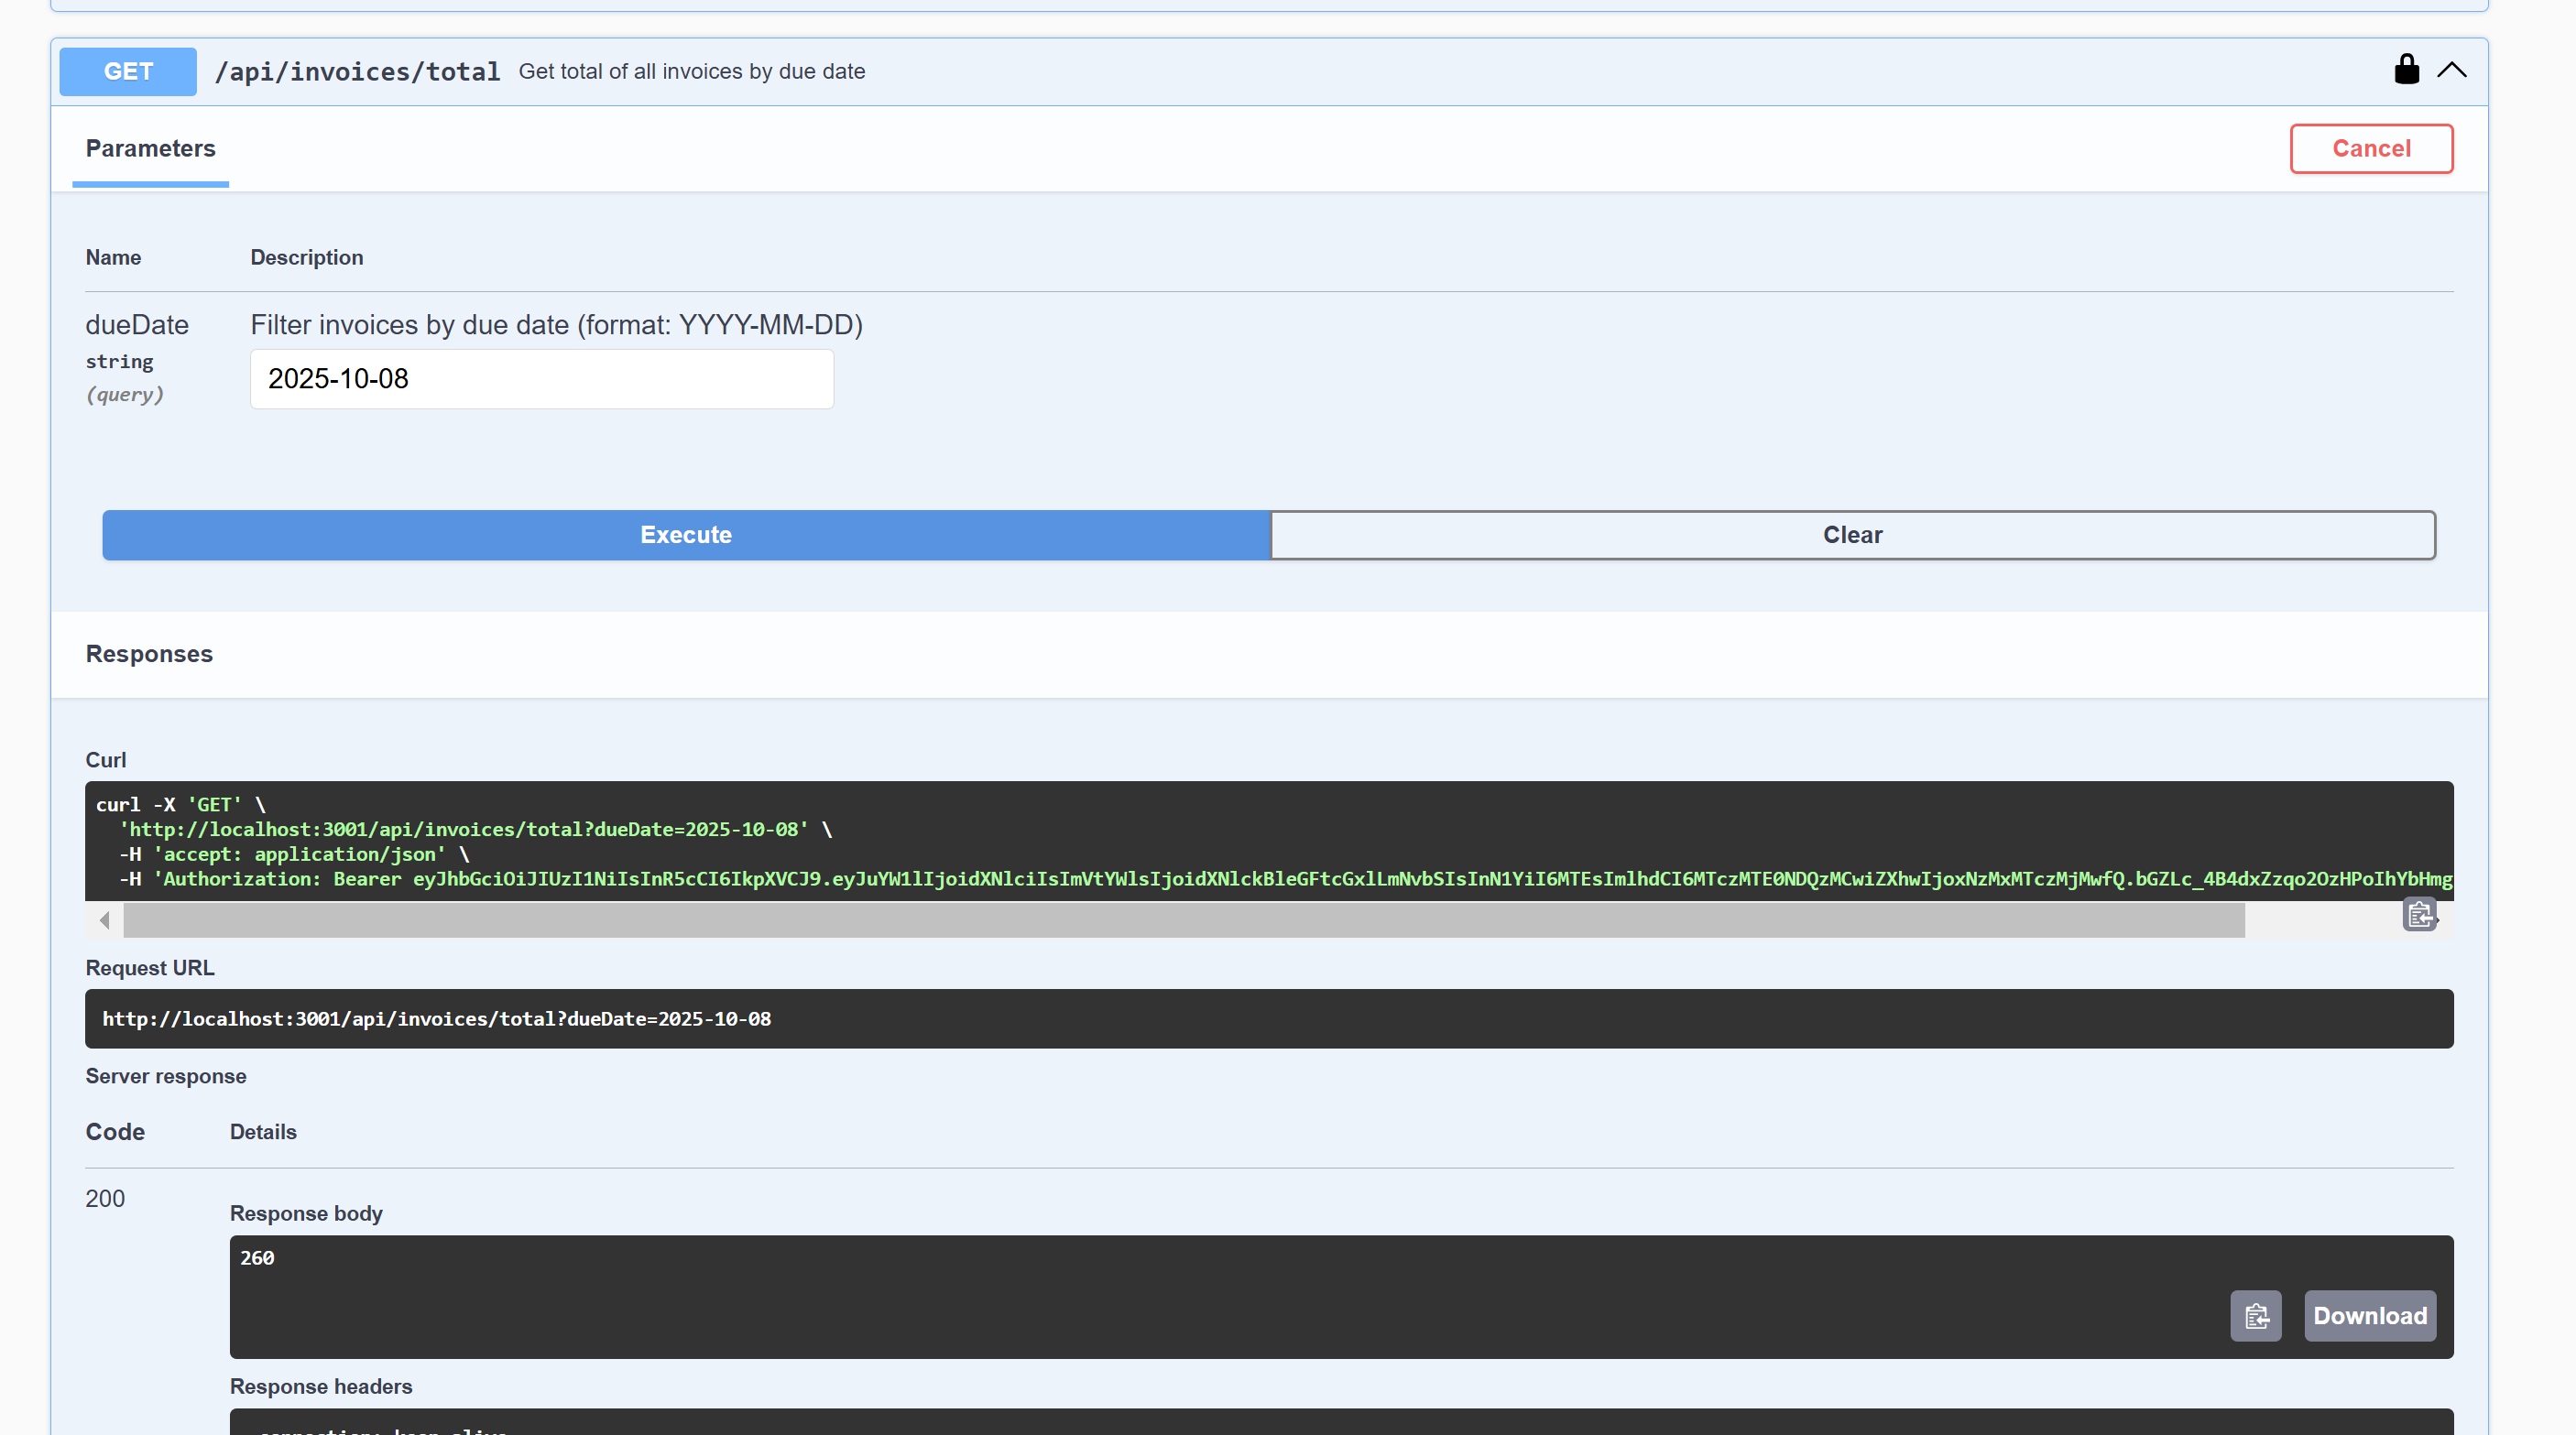 GET /api/invoices/total Get total of all invoices by due date
Parameters
Cancel
Name Description
dueDate Filter invoices by due date (format: YYYY-MM-DD)
string
(query)
2025-10-08
Execute Clear
Responses
Curl
curl -X 'GET' \
'http://localhost:3001/api/invoices/total?dueDate=2025-10-08' \
-H 'accept: application/json' \
-H 'Authorization: Bearer eyJhbGciOiJIUzI1NiIsInR5cCI6IkpXVCJ9.eyJuYW1lIjoidXNlciIsImVtYWlsIjoidXNlckBleGFtcGxlLmNvbSIsInN1YiI6MTEsImlhdCI6MTczMTE0NDQzMCwiZXhwIjoxNzMxMTczMjMwfQ.bGZLc_4B4dxZzqo2OzHPoIhYbHmg
Request URL
http://localhost:3001/api/invoices/total?dueDate=2025-10-08
Server response
Code Details
200
Response body
260
Download
Response headers
connection: keep-alive